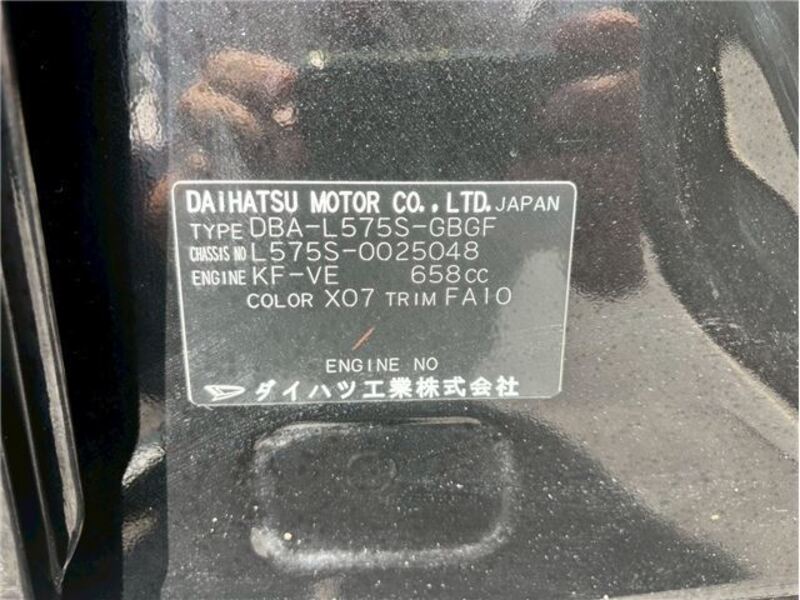 DAIHATSU MOTOR CO.,LTD. JAPAN
TYPE DBA-L575S-GBGF
CHASSIS NO L575S-0025048
ENGINE KF-VE 658CC
COLOR X07 TRIM FA10
ENGINE NO
ダイハツ工業株式会社